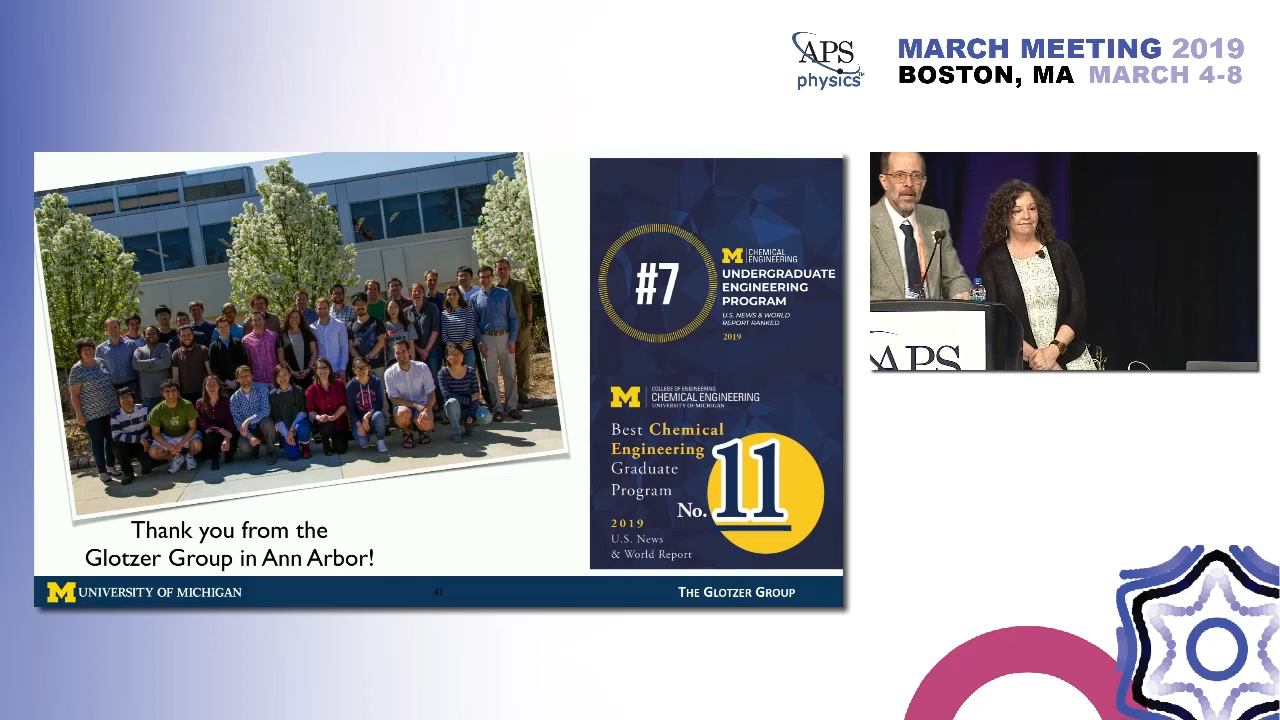 APS
physics™
MARCH MEETING 2019
BOSTON, MA MARCH 4-8
#7
M CHEMICAL
ENGINEERING
UNDERGRADUATE
ENGINEERING
PROGRAM
U.S. NEWS & WORLD
REPORT RANKED
2019
M COLLEGE OF ENGINEERING
CHEMICAL ENGINEERING
UNIVERSITY OF MICHIGAN
Best Chemical
Engineering
Graduate
Program
No. 11
2019
U.S. News
& World Report
Thank you from the
Glotzer Group in Ann Arbor!
M UNIVERSITY OF MICHIGAN
41
THE GLOTZER GROUP
APS